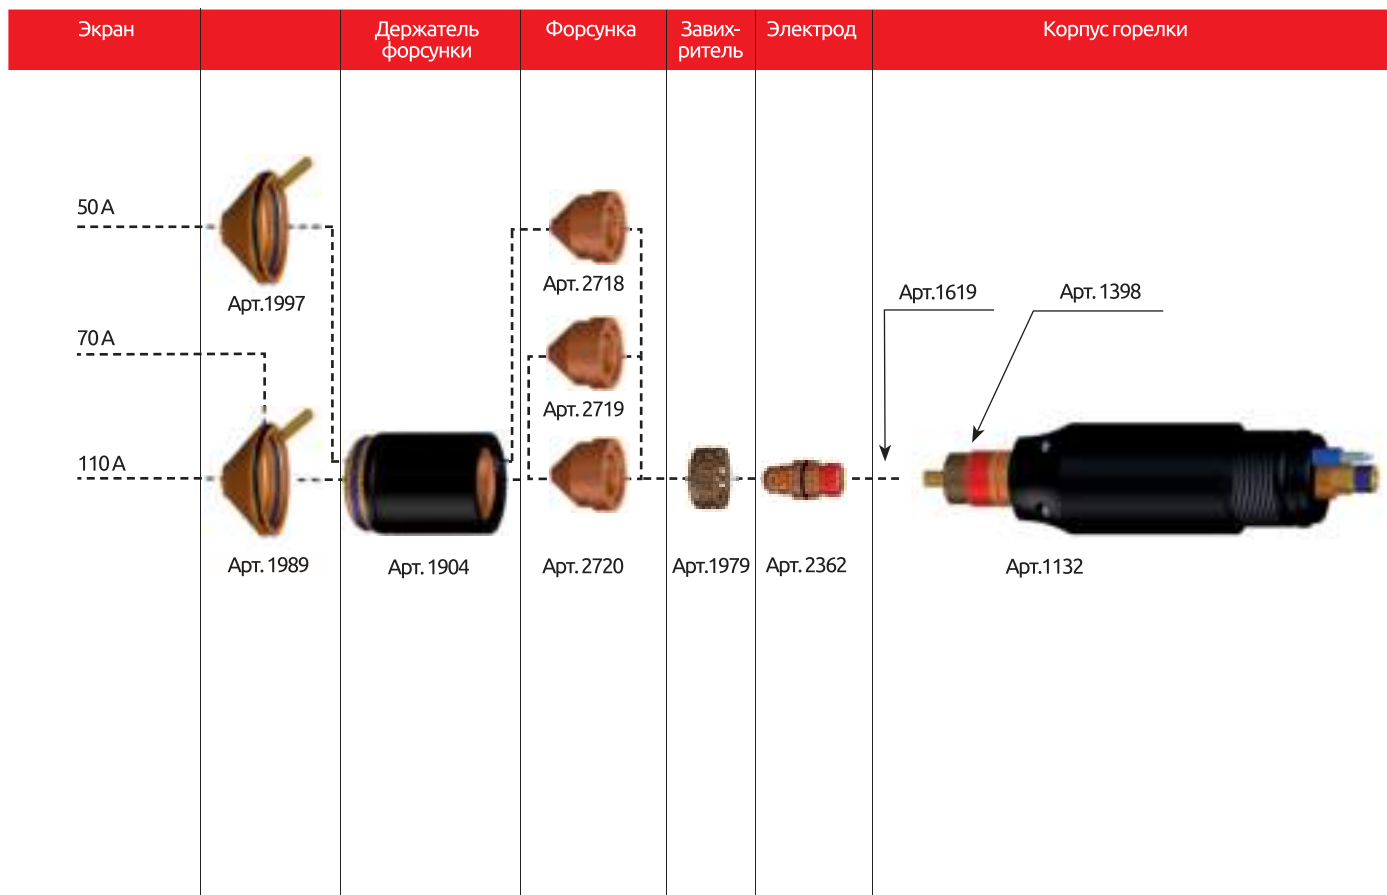 Экран
Держатель
форсунки
Форсунка
Завих-
ритель
Электрод
Корпус горелки
50 А
Арт.1997
Арт. 2718
Арт.1619
Арт. 1398
70 А
Арт. 2719
110 А
Арт. 1989
Арт. 1904
Арт. 2720
Арт.1979
Арт. 2362
Арт.1132